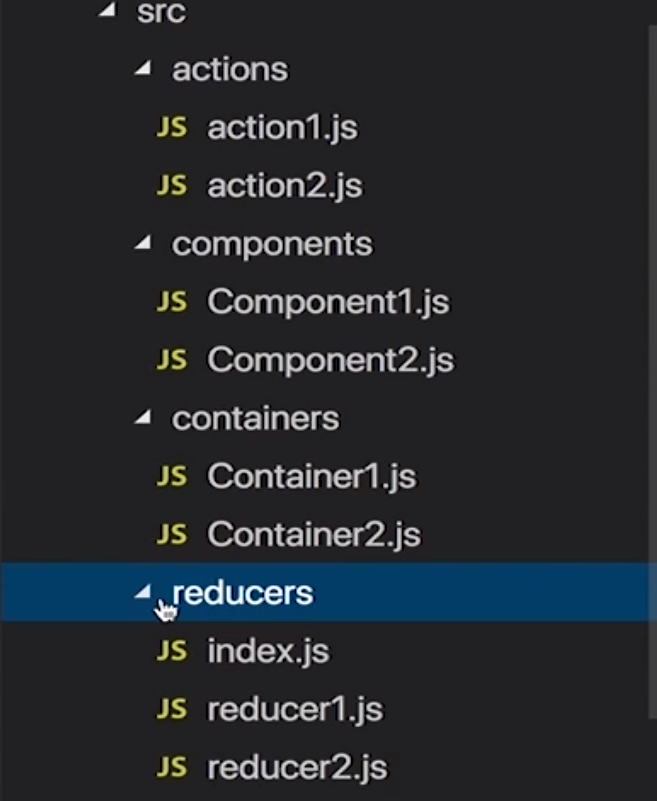 src
actions
JS action1.js
JS action2.js
components
JS Component1.js
JS Component2.js
containers
JS Container1.js
JS Container2.js
reducers
JS index.js
JS reducer1.js
JS reducer2.js